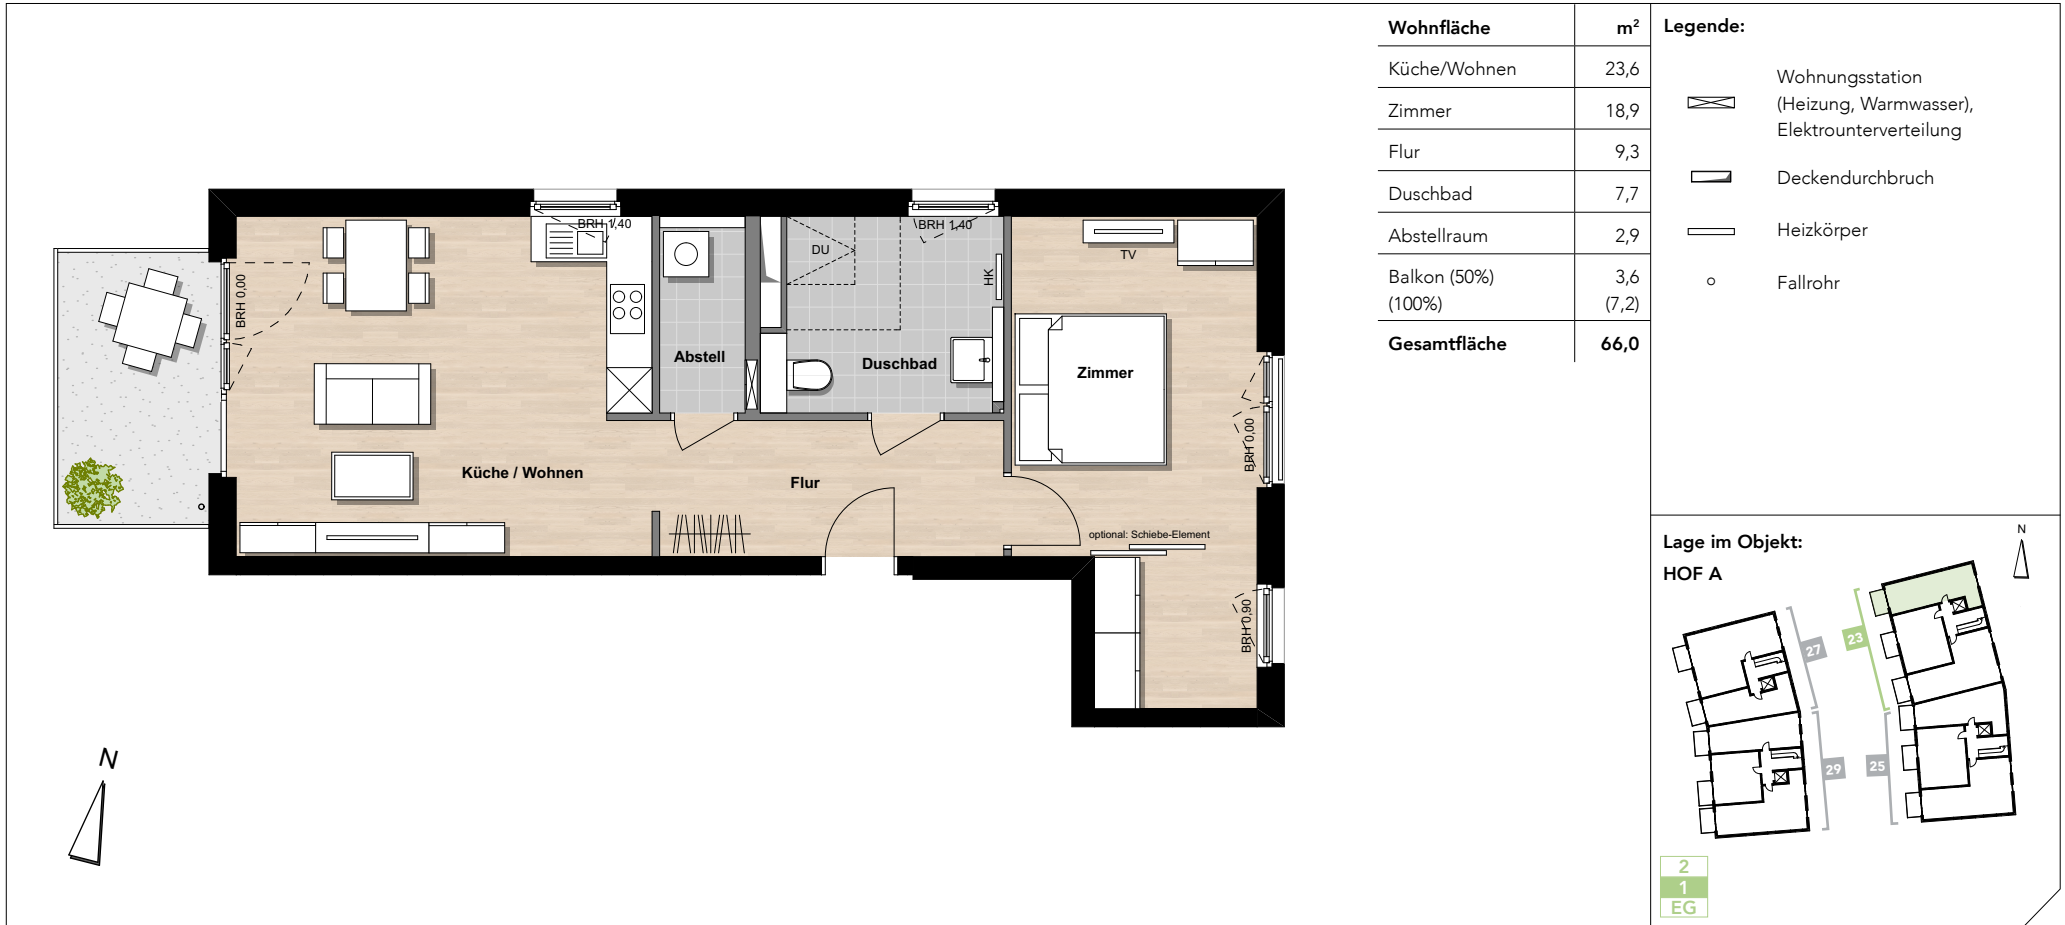 Wohnfläche m²
Küche/Wohnen 23,6
Zimmer 18,9
Flur 9,3
Duschbad 7,7
Abstellraum 2,9
Balkon (50%) 3,6
(100%) (7,2)
Gesamtfläche 66,0
Legende:
Wohnungsstation
(Heizung, Warmwasser),
Elektrounterverteilung
Deckendurchbruch
Heizkörper
Fallrohr
BRH 1,40
BRH 1,40
DU
HK
TV
BRH 0,00
Abstell
Duschbad
Zimmer
BRH 0,00
Küche / Wohnen
Flur
optional: Schiebe-Element
BRH 0,90
N
Lage im Objekt:
HOF A
N
23
27
29
25
2
1
EG